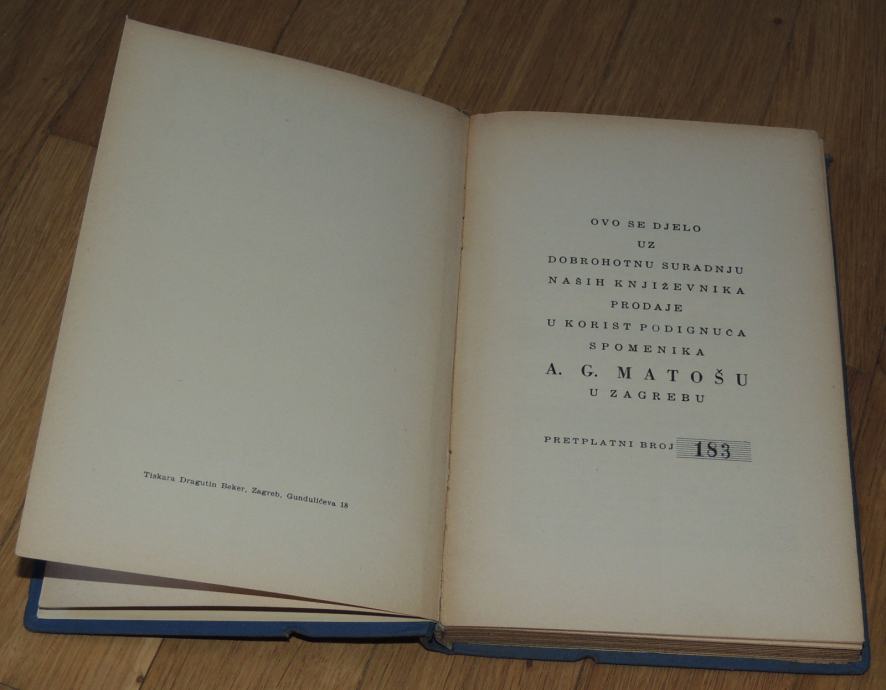 Tiskara Dragutin Beker, Zagreb, Gundulićeva 18
OVO SE DJELO
UZ
DOBROHOTNU SURADNJU
NAŠIH KNJIŽEVNIKA
PRODAJE
U KORIST PODIGNUĆA
SPOMENIKA
A. G. MATOŠU
U ZAGREBU
PRETPLATNI BROJ 183